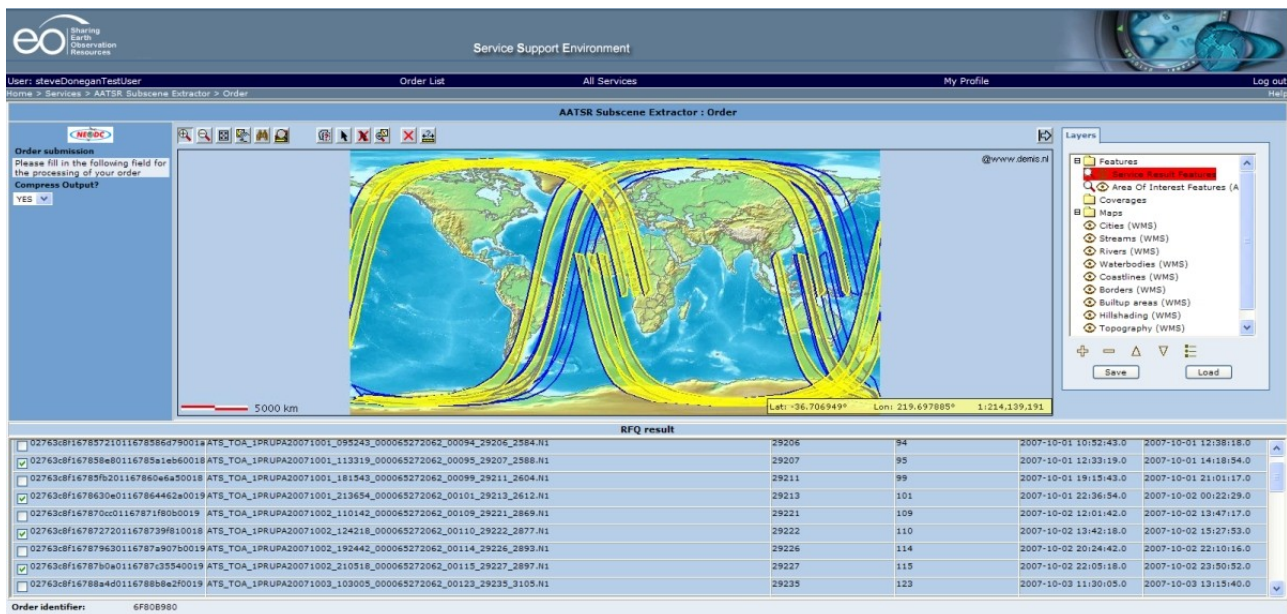 eo Sharing Earth Observation Resources
Service Support Environment
User: steveDoneganTestUser Order List All Services My Profile Log out
Home > Services > AATSR Subscene Extractor > Order Help
AATSR Subscene Extractor : Order
NEODC
Order submission
Please fill in the following field for
the processing of your order
Compress Output?
YES
@www.demis.nl
5000 km
Lat: -36.706949° Lon: 219.697885° 1:214,139,191
Layers
Features
Service Result Features
Area Of Interest Features (A
Coverages
Maps
Cities (WMS)
Streams (WMS)
Rivers (WMS)
Waterbodies (WMS)
Coastlines (WMS)
Borders (WMS)
Builtup areas (WMS)
Hillshading (WMS)
Topography (WMS)
Save Load
RFQ result
ATS_TOA_1PRUPA20071001_095243_000065272062_00094_29206_2584.N1 29206 94 2007-10-01 10:52:43.0 2007-10-01 12:38:18.0
ATS_TOA_1PRUPA20071001_113319_000065272062_00095_29207_2588.N1 29207 95 2007-10-01 12:33:19.0 2007-10-01 14:18:54.0
ATS_TOA_1PRUPA20071001_181543_000065272062_00099_29211_2604.N1 29211 99 2007-10-01 19:15:43.0 2007-10-01 21:01:17.0
ATS_TOA_1PRUPA20071001_213654_000065272062_00101_29213_2612.N1 29213 101 2007-10-01 22:36:54.0 2007-10-02 00:22:29.0
ATS_TOA_1PRUPA20071002_110142_000065272062_00109_29221_2869.N1 29221 109 2007-10-02 12:01:42.0 2007-10-02 13:47:17.0
ATS_TOA_1PRUPA20071002_124218_000065272062_00110_29222_2877.N1 29222 110 2007-10-02 13:42:18.0 2007-10-02 15:27:53.0
ATS_TOA_1PRUPA20071002_192442_000065272062_00114_29226_2893.N1 29226 114 2007-10-02 20:24:42.0 2007-10-02 22:10:16.0
ATS_TOA_1PRUPA20071002_210518_000065272062_00115_29227_2897.N1 29227 115 2007-10-02 22:05:18.0 2007-10-02 23:50:52.0
ATS_TOA_1PRUPA20071003_103005_000065272062_00123_29235_3105.N1 29235 123 2007-10-03 11:30:05.0 2007-10-03 13:15:40.0
Order identifier: 6F80B980